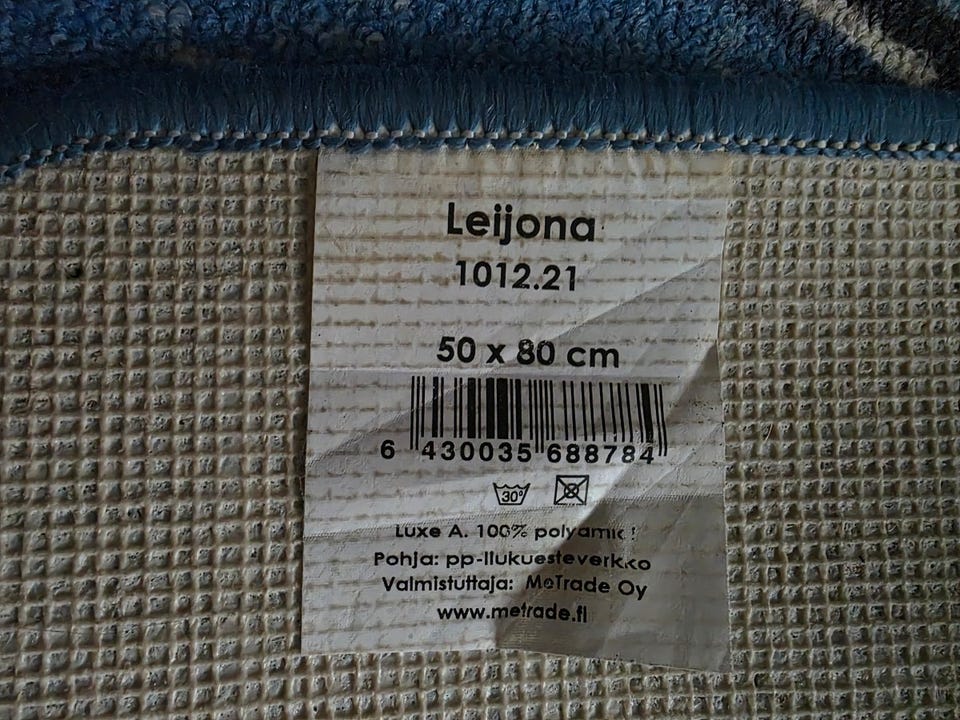 Leijona
1012.21
50 x 80 cm
6 430035 688784
30°
Luxe A. 100%
Pohja: pp-liukuesteverkko
Valmistuttaja: MeTrade Oy
www.metrade.fi